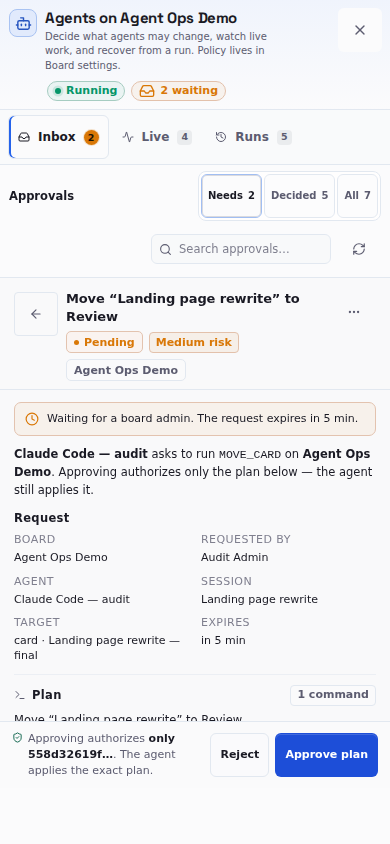 Agents on Agent Ops Demo
Decide what agents may change, watch live
work, and recover from a run. Policy lives in
Board settings.
Running
2 waiting
Inbox 2
Live 4
Runs 5
Approvals
Needs 2
Decided 5
All 7
Search approvals...
Move “Landing page rewrite” to
Review
Pending
Medium risk
Agent Ops Demo
Waiting for a board admin. The request expires in 5 min.
Claude Code — audit asks to run MOVE_CARD on Agent Ops
Demo. Approving authorizes only the plan below — the agent
still applies it.
Request
BOARD
Agent Ops Demo
REQUESTED BY
Audit Admin
AGENT
Claude Code — audit
SESSION
Landing page rewrite
TARGET
card · Landing page rewrite —
final
EXPIRES
in 5 min
Plan
1 command
Move “Landing page rewrite” to Review
Approving authorizes only
558d32619f…. The agent
applies the exact plan.
Reject
Approve plan